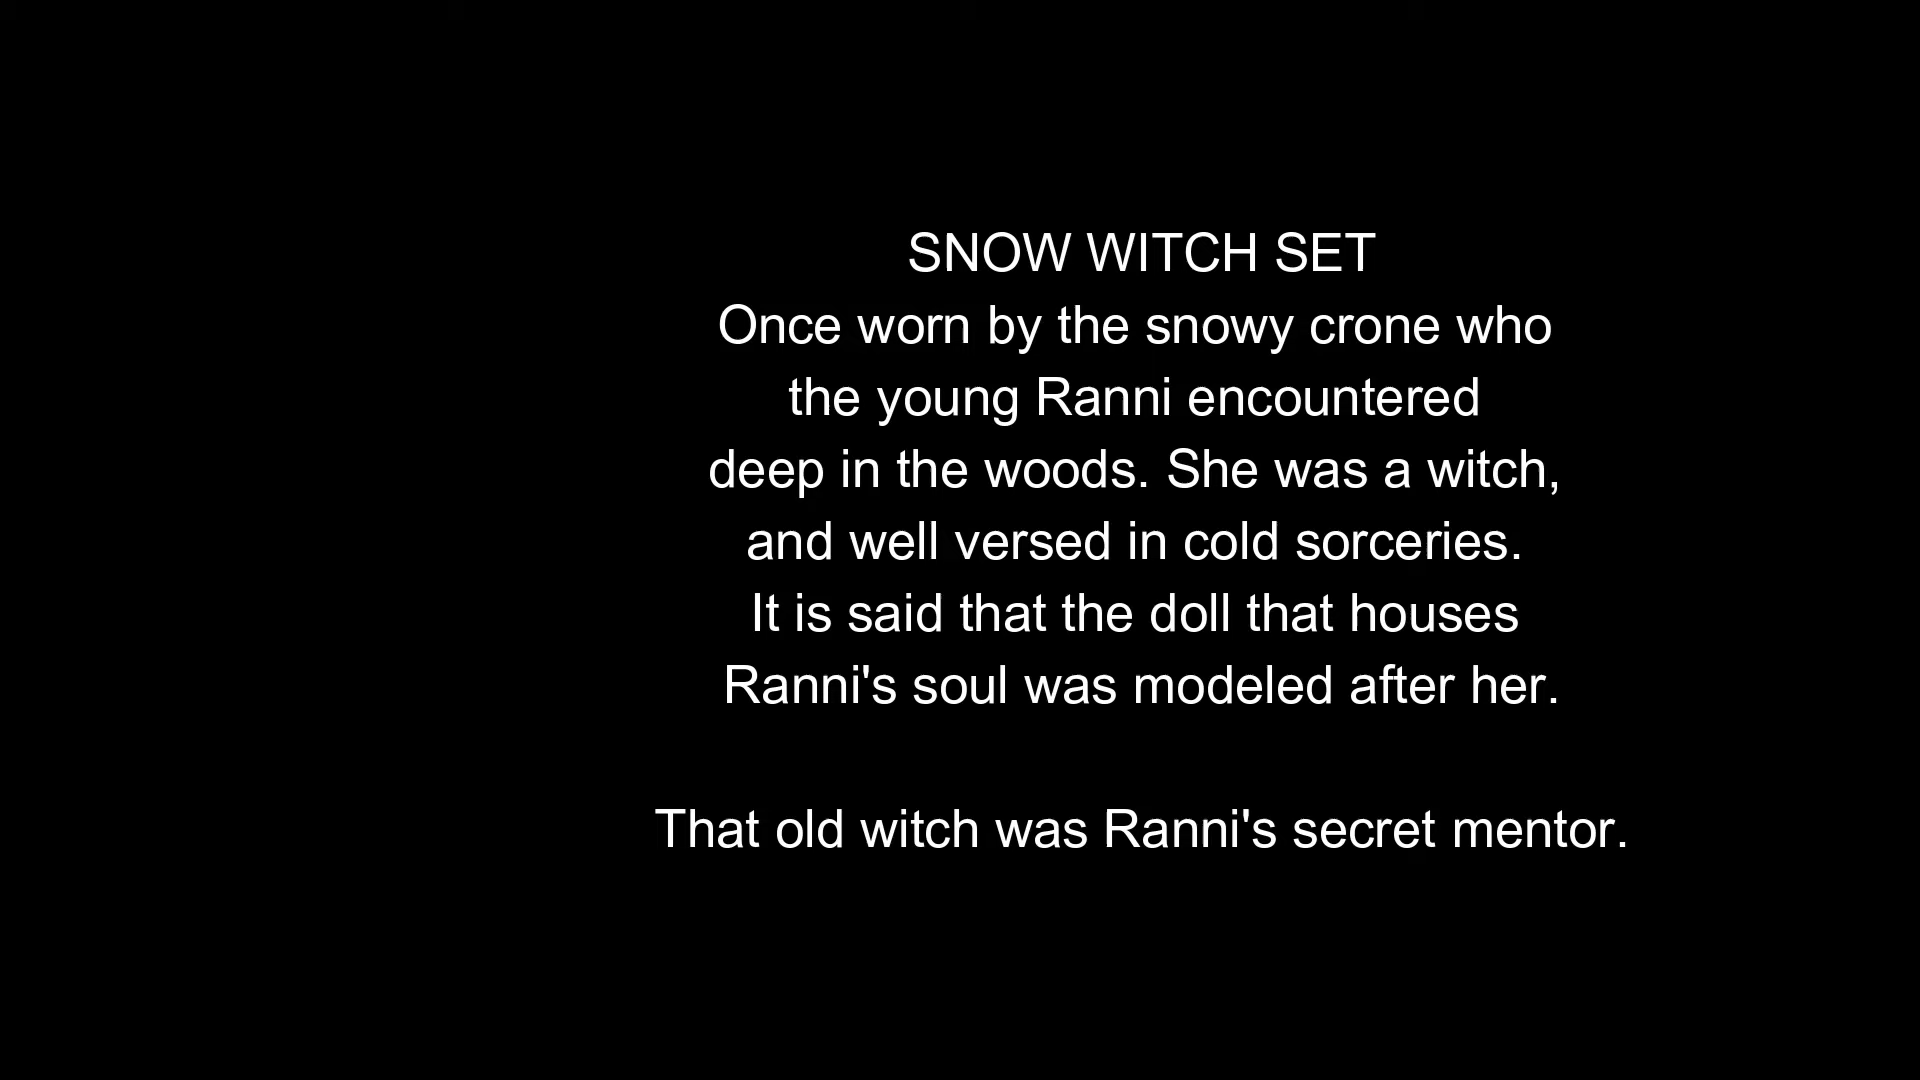 SNOW WITCH SET
Once worn by the snowy crone who
the young Ranni encountered
deep in the woods. She was a witch,
and well versed in cold sorceries.
It is said that the doll that houses
Ranni's soul was modeled after her.
That old witch was Ranni's secret mentor.